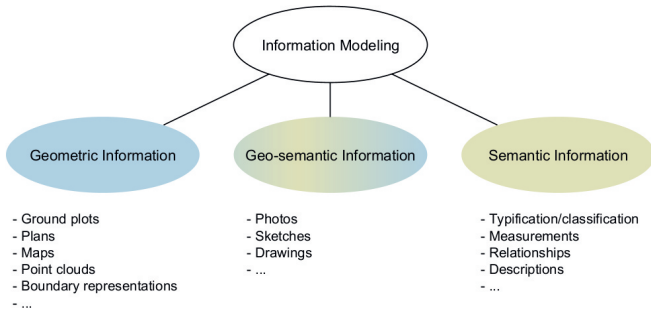 Information Modeling
Geometric Information
Geo-semantic Information
Semantic Information
- Ground plots
- Plans
- Maps
- Point clouds
- Boundary representations
- ...
- Photos
- Sketches
- Drawings
- ...
- Typification/classification
- Measurements
- Relationships
- Descriptions
- ...